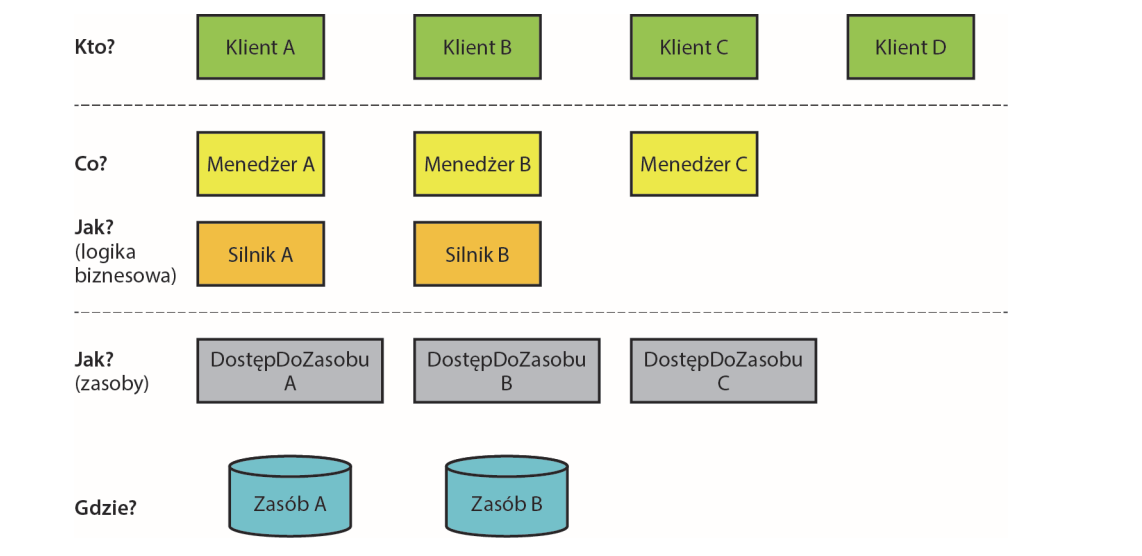 Kto?
Klient A
Klient B
Klient C
Klient D
Co?
Menedżer A
Menedżer B
Menedżer C
Jak?
(logika
biznesowa)
Silnik A
Silnik B
Jak?
(zasoby)
DostępDoZasobu
A
DostępDoZasobu
B
DostępDoZasobu
C
Gdzie?
Zasób A
Zasób B